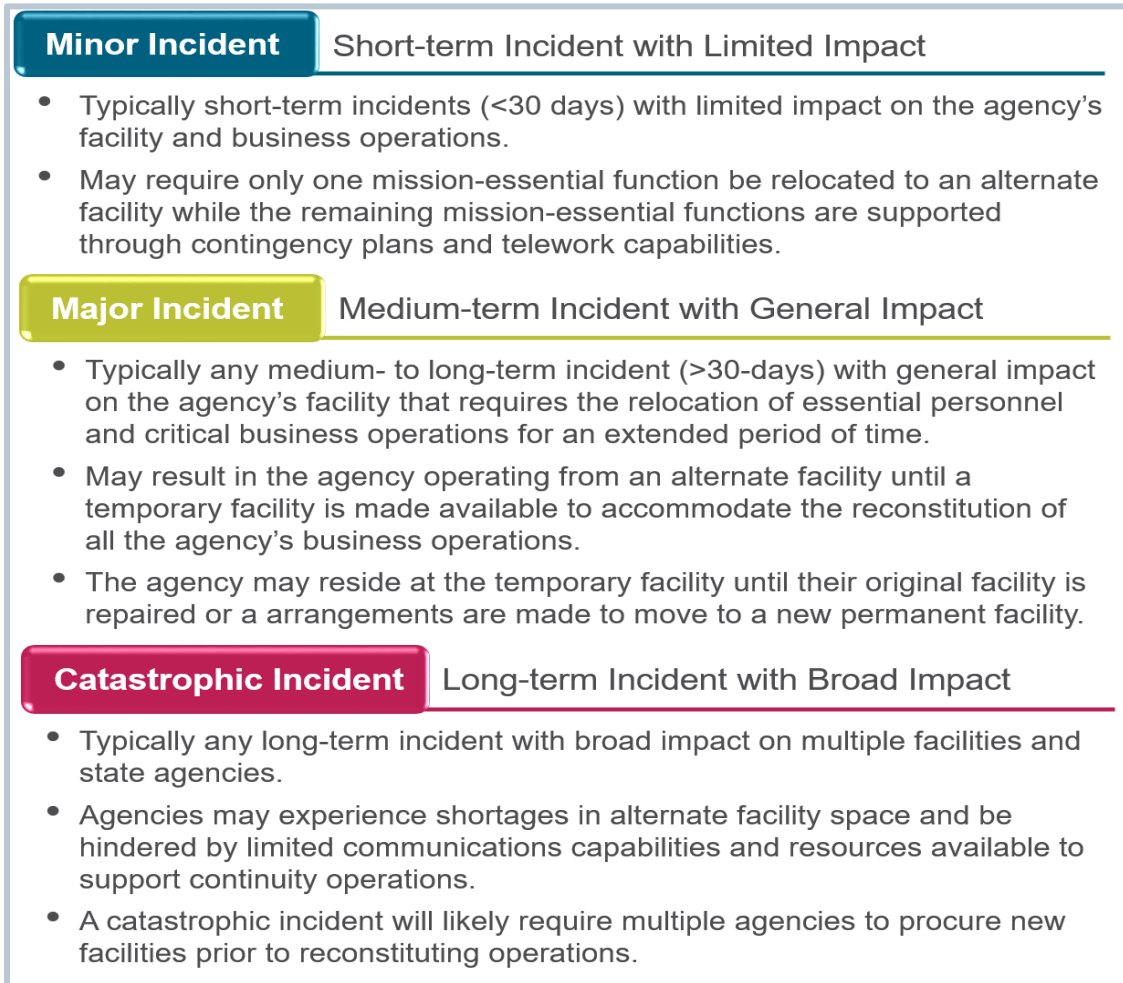 Minor Incident Short-term Incident with Limited Impact
• Typically short-term incidents (<30 days) with limited impact on the agency’s
facility and business operations.
• May require only one mission-essential function be relocated to an alternate
facility while the remaining mission-essential functions are supported
through contingency plans and telework capabilities.
Major Incident Medium-term Incident with General Impact
• Typically any medium- to long-term incident (>30-days) with general impact
on the agency’s facility that requires the relocation of essential personnel
and critical business operations for an extended period of time.
• May result in the agency operating from an alternate facility until a
temporary facility is made available to accommodate the reconstitution of
all the agency’s business operations.
• The agency may reside at the temporary facility until their original facility is
repaired or a arrangements are made to move to a new permanent facility.
Catastrophic Incident Long-term Incident with Broad Impact
• Typically any long-term incident with broad impact on multiple facilities and
state agencies.
• Agencies may experience shortages in alternate facility space and be
hindered by limited communications capabilities and resources available to
support continuity operations.
• A catastrophic incident will likely require multiple agencies to procure new
facilities prior to reconstituting operations.